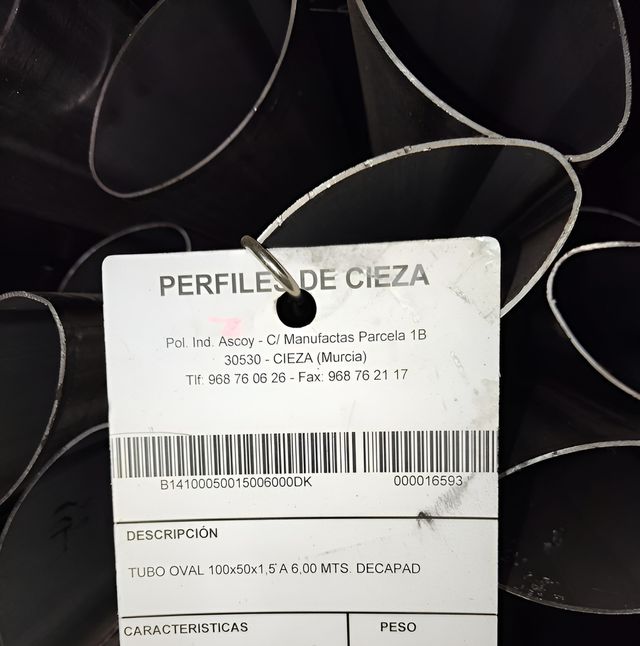 PERFILES DE CIEZA
Pol. Ind. Ascoy - C/ Manufactas Parcela 1B
30530 - CIEZA (Murcia)
Tlf: 968 76 06 26 - Fax: 968 76 21 17
B14100050015006000DK 000016593
DESCRIPCIÓN
TUBO OVAL 100x50x1,5 A 6,00 MTS. DECAPAD
CARACTERISTICAS PESO